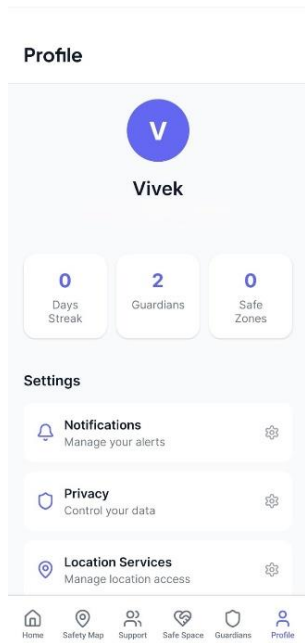 Profile
V
Vivek
0
Days
Streak
2
Guardians
0
Safe
Zones
Settings
Notifications
Manage your alerts
Privacy
Control your data
Location Services
Manage location access
Home Safety Map Support Safe Space Guardians Profile